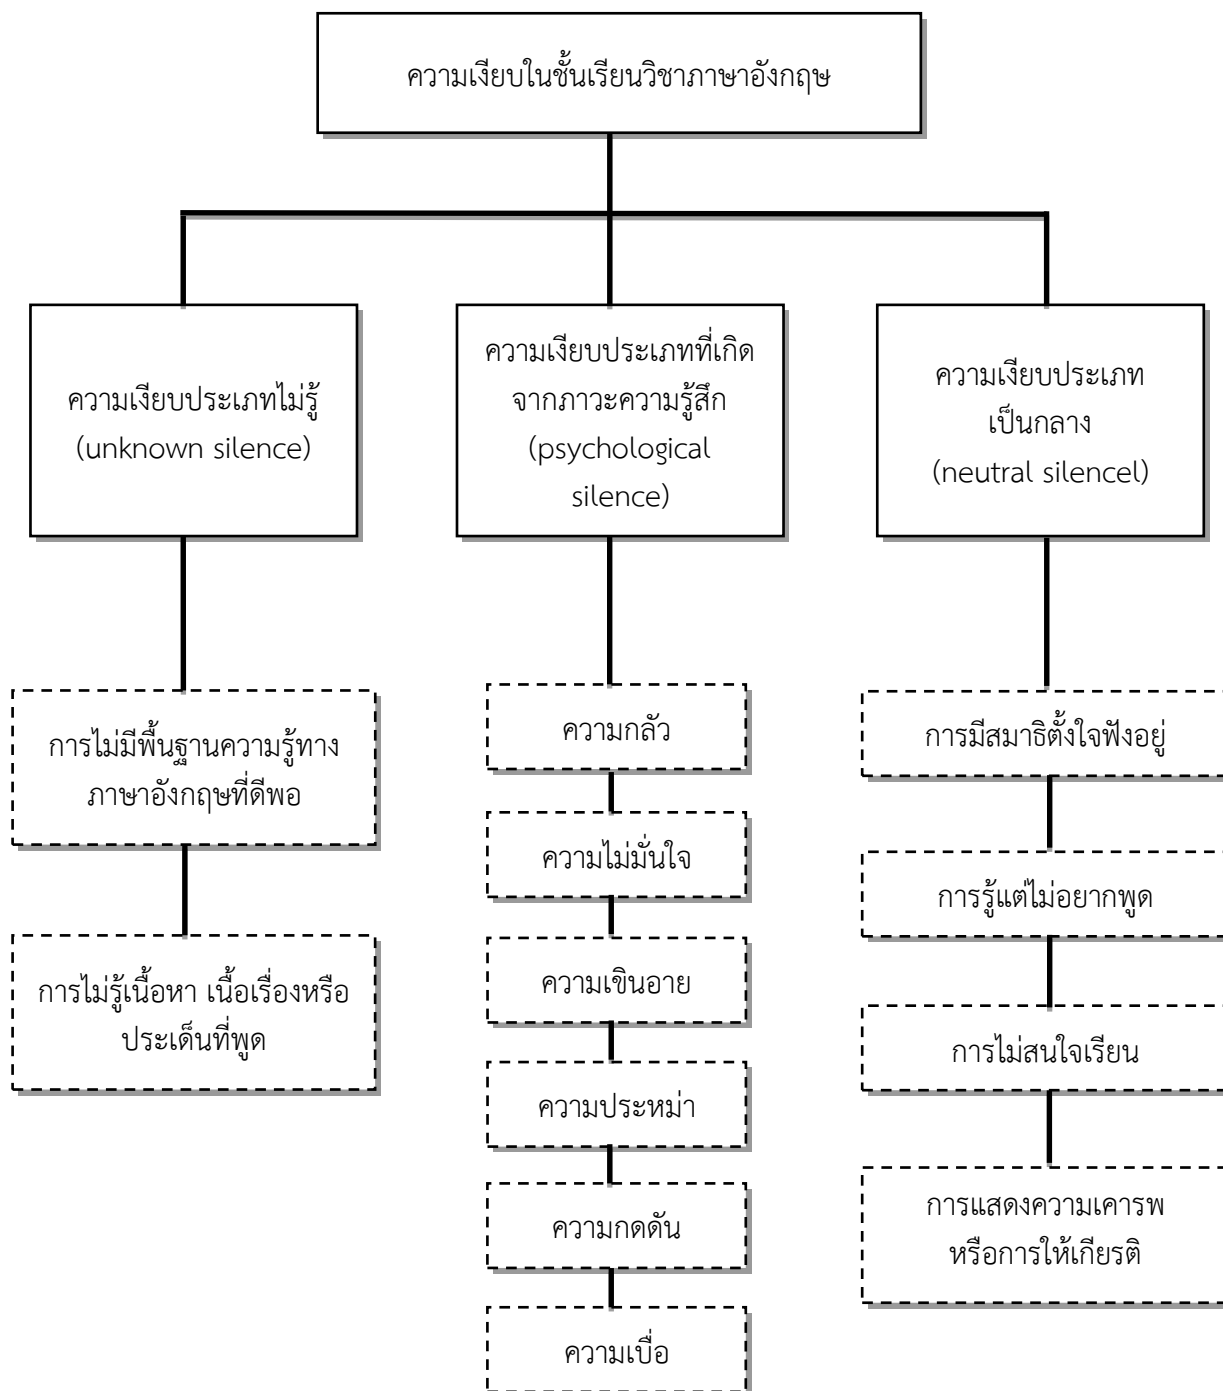 ความเงียบในชั้นเรียนวิชาภาษาอังกฤษ
ความเงียบประเภทไม่รู้
(unknown silence)
ความเงียบประเภทที่เกิด
จากภาวะความรู้สึก
(psychological
silence)
ความเงียบประเภท
เป็นกลาง
(neutral silencel)
การไม่มีพื้นฐานความรู้ทาง
ภาษาอังกฤษที่ดีพอ
การไม่รู้เนื้อหา เนื้อเรื่องหรือ
ประเด็นที่พูด
ความกลัว
ความไม่มั่นใจ
ความเขินอาย
ความประหม่า
ความกดดัน
ความเบื่อ
การมีสมาธิตั้งใจฟังอยู่
การรู้แต่ไม่อยากพูด
การไม่สนใจเรียน
การแสดงความเคารพ
หรือการให้เกียรติ